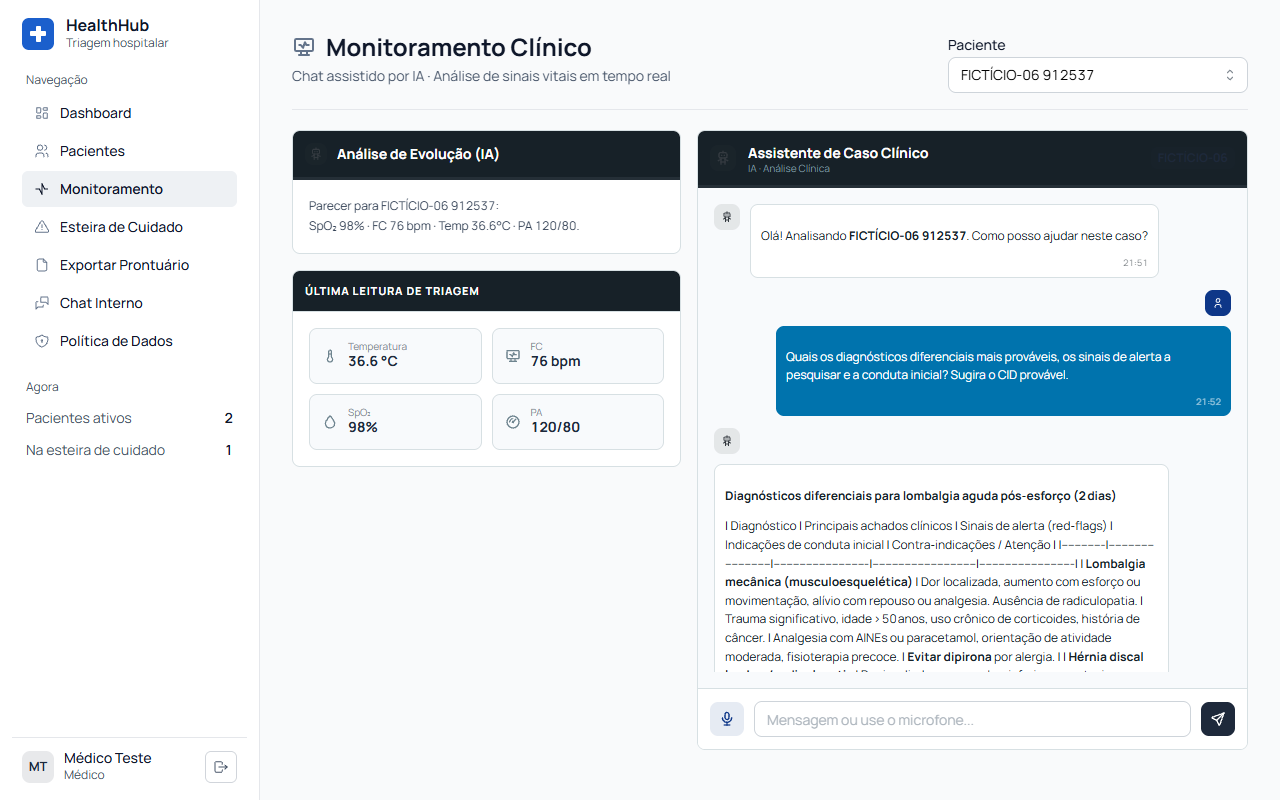 HealthHub
Triagem hospitalar
Navegação
Dashboard
Pacientes
Monitoramento
Esteira de Cuidado
Exportar Prontuário
Chat Interno
Política de Dados
Agora
Pacientes ativos 2
Na esteira de cuidado 1
MT
Médico Teste
Médico
Monitoramento Clínico
Chat assistido por IA · Análise de sinais vitais em tempo real
Paciente
FICTÍCIO-06 912537
Análise de Evolução (IA)
Parecer para FICTÍCIO-06 912537:
SpO₂ 98% · FC 76 bpm · Temp 36.6°C · PA 120/80.
ÚLTIMA LEITURA DE TRIAGEM
Temperatura
36.6 °C
FC
76 bpm
SpO₂
98%
PA
120/80
Assistente de Caso Clínico
IA · Análise Clínica
FICTÍCIO-06
Olá! Analisando FICTÍCIO-06 912537. Como posso ajudar neste caso?
21:51
Quais os diagnósticos diferenciais mais prováveis, os sinais de alerta a
pesquisar e a conduta inicial? Sugira o CID provável.
21:52
Diagnósticos diferenciais para lombalgia aguda pós-esforço (2 dias)
| Diagnóstico | Principais achados clínicos | Sinais de alerta (red-flags) |
Indicações de conduta inicial | Contra-indicações / Atenção | |-------------|-----------
------------|--------------------------|----------------------------|--------------------------| | Lombalgia
mecânica (musculoesquelética) | Dor localizada, aumento com esforço ou
movimentação, alívio com repouso ou analgesia. Ausência de radiculopatia. |
Trauma significativo, idade > 50 anos, uso crônico de corticoides, história de
câncer. | Analgesia com AINEs ou paracetamol, orientação de atividade
moderada, fisioterapia precoce. | Evitar dipirona por alergia. | | Hérnia discal
Mensagem ou use o microfone...